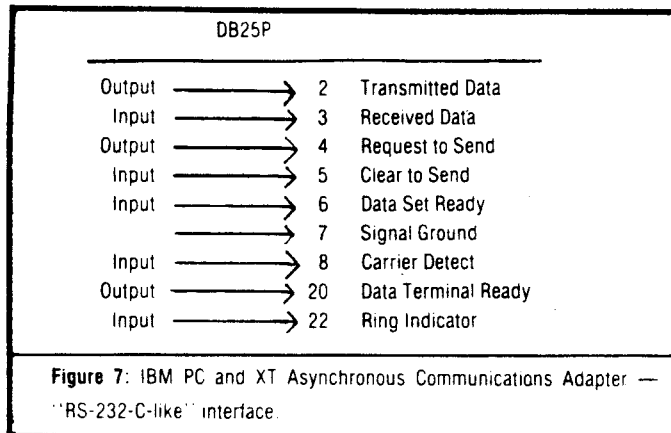 DB25P
Output 2 Transmitted Data
Input 3 Received Data
Output 4 Request to Send
Input 5 Clear to Send
Input 6 Data Set Ready
7 Signal Ground
Input 8 Carrier Detect
Output 20 Data Terminal Ready
Input 22 Ring Indicator
Figure 7: IBM PC and XT Asynchronous Communications Adapter —
"RS-232-C-like" interface.